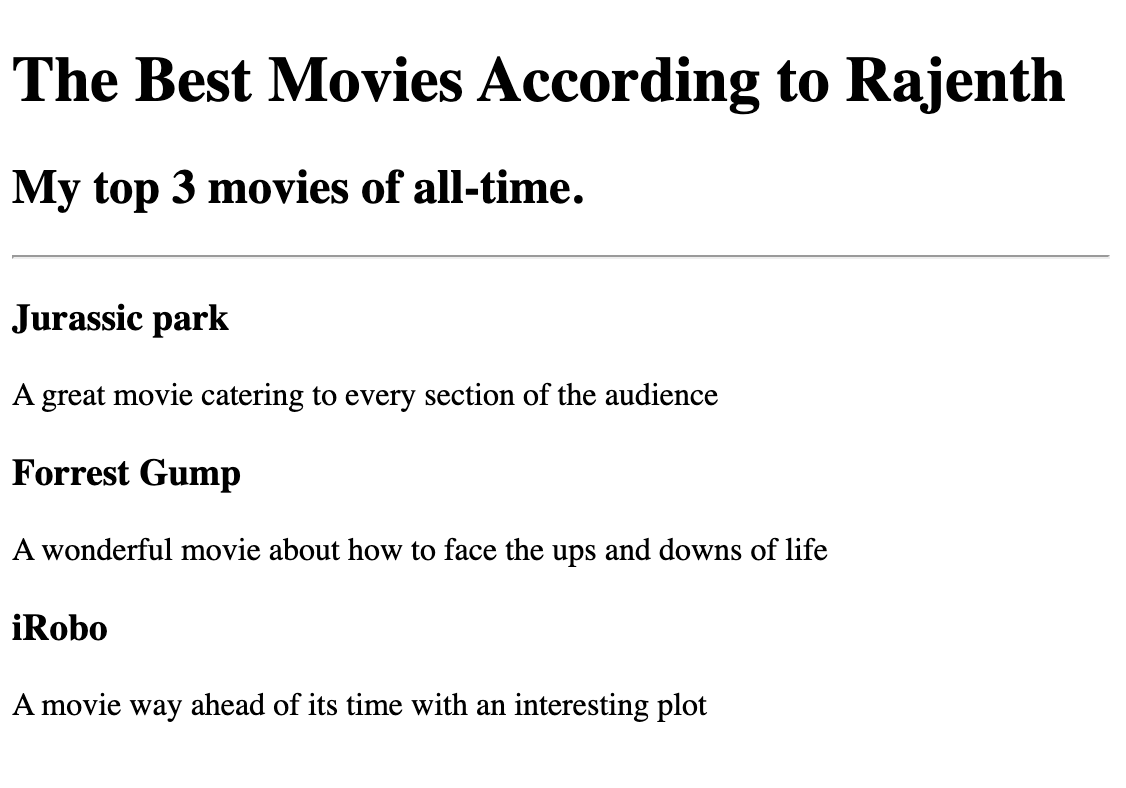 The Best Movies According to Rajenth
My top 3 movies of all-time.
Jurassic park
A great movie catering to every section of the audience
Forrest Gump
A wonderful movie about how to face the ups and downs of life
iRobo
A movie way ahead of its time with an interesting plot